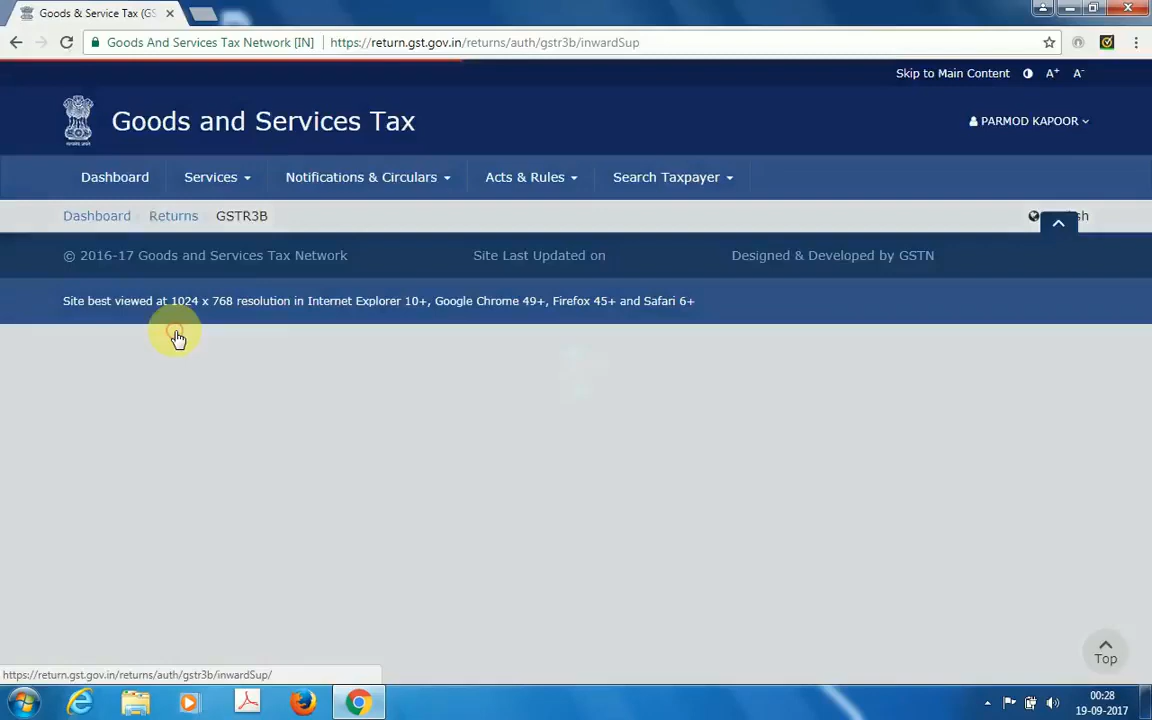 Goods & Service Tax (GS
Goods And Services Tax Network [IN] https://return.gst.gov.in/returns/auth/gstr3b/inwardSup
Skip to Main Content A+ A-
Goods and Services Tax
PARMOD KAPOOR
Dashboard Services Notifications & Circulars Acts & Rules Search Taxpayer
Dashboard Returns GSTR3B
© 2016-17 Goods and Services Tax Network Site Last Updated on Designed & Developed by GSTN
Site best viewed at 1024 x 768 resolution in Internet Explorer 10+, Google Chrome 49+, Firefox 45+ and Safari 6+
Top
https://return.gst.gov.in/returns/auth/gstr3b/inwardSup/
00:28
19-09-2017